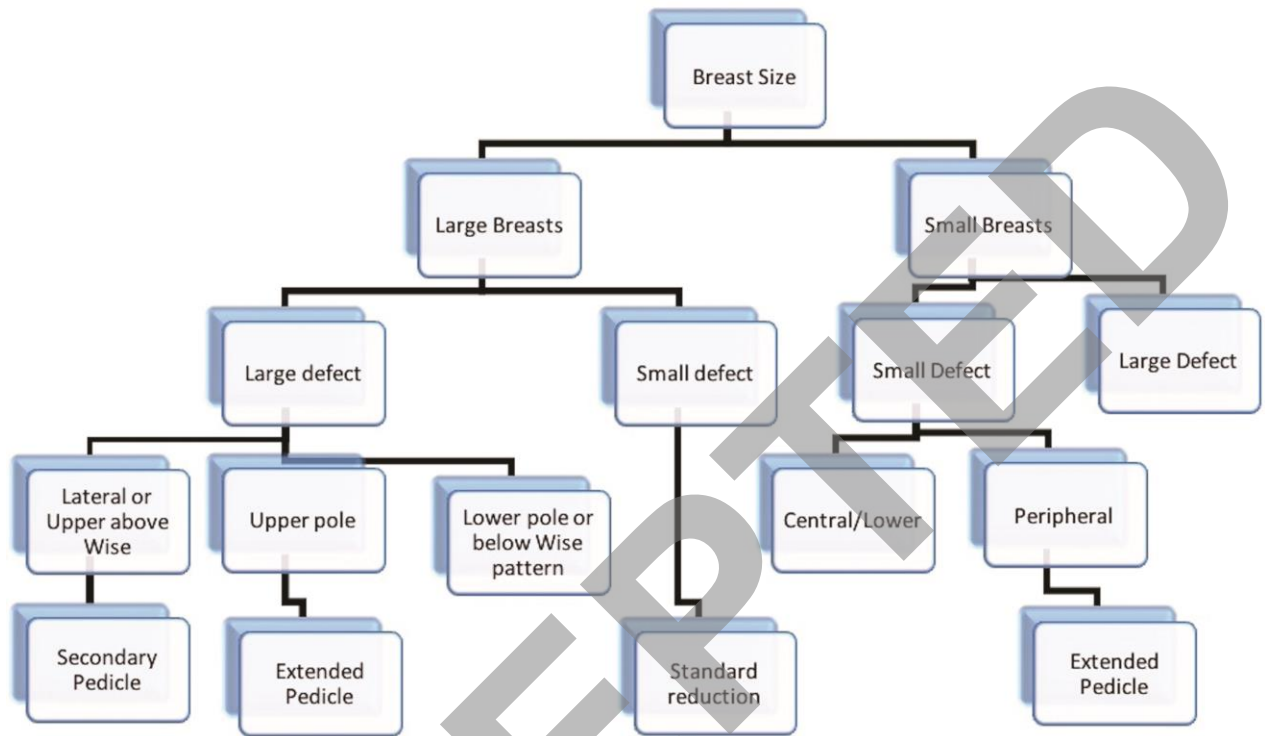 Breast Size
Large Breasts
Small Breasts
Large defect
Small defect
Small Defect
Large Defect
Lateral or
Upper above
Wise
Upper pole
Lower pole or
below Wise
pattern
Central/Lower
Peripheral
Secondary
Pedicle
Extended
Pedicle
Standard
reduction
Extended
Pedicle
EPTED